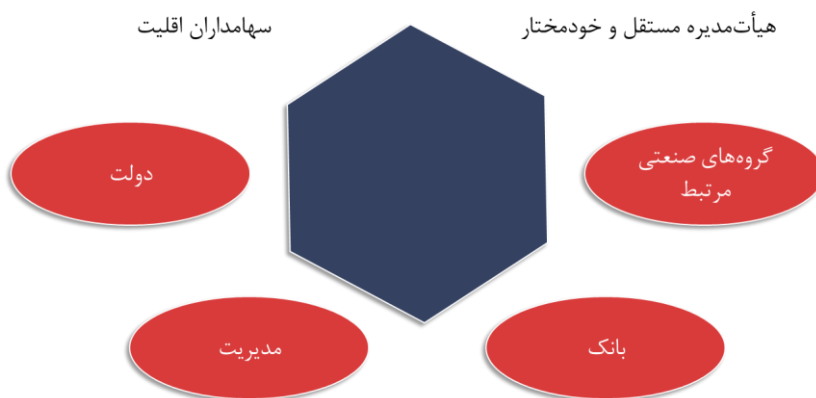 هیأت‌مدیره مستقل و خودمختار
سهامداران اقلیت
گروه‌های صنعتی
مرتبط
دولت
بانک
مدیریت